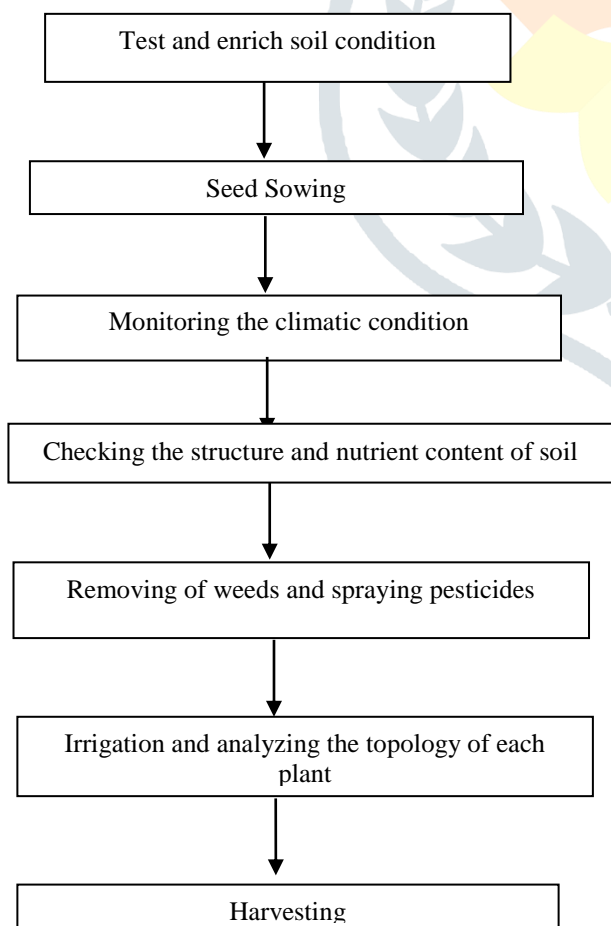 Test and enrich soil condition
Seed Sowing
Monitoring the climatic condition
Checking the structure and nutrient content of soil
Removing of weeds and spraying pesticides
Irrigation and analyzing the topology of each
plant
Harvesting